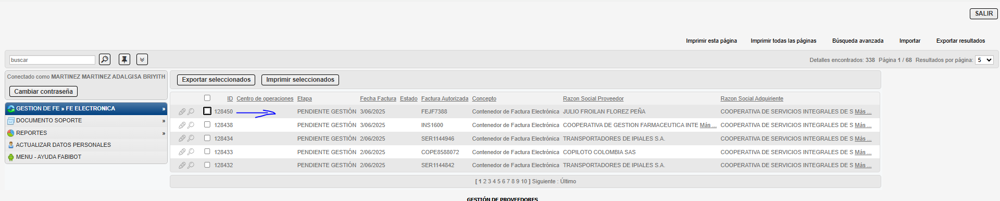 SALIR
Imprimir esta página Imprimir todas las páginas Búsqueda avanzada Importar Exportar resultados
buscar Detalles encontrados: 338 Página 1 / 68 Resultados por página: 5
Conectado como MARTINEZ MARTINEZ ADALGISA BRIYITH
Cambiar contraseña
GESTION DE FE » FE ELECTRONICA »
DOCUMENTO SOPORTE »
REPORTES »
ACTUALIZAR DATOS PERSONALES
MENU - AYUDA FABIBOT
Exportar seleccionados Imprimir seleccionados
ID Centro de operaciones Etapa Fecha Factura Estado Factura Autorizada Concepto Razon Social Proveedor Razon Social Adquiriente
128450 PENDIENTE GESTIÓN 3/06/2025 FEJF7388 Contenedor de Factura Electrónica JULIO FROILAN FLOREZ PEÑA COOPERATIVA DE SERVICIOS INTEGRALES DE S Más ...
128438 PENDIENTE GESTIÓN 3/06/2025 INS1600 Contenedor de Factura Electrónica COOPERATIVA DE GESTION FARMACEUTICA INTE Más ... COOPERATIVA DE SERVICIOS INTEGRALES DE S Más ...
128434 PENDIENTE GESTIÓN 2/06/2025 SER1144946 Contenedor de Factura Electrónica TRANSPORTADORES DE IPIALES S.A. COOPERATIVA DE SERVICIOS INTEGRALES DE S Más ...
128433 PENDIENTE GESTIÓN 2/06/2025 COPE8588072 Contenedor de Factura Electrónica COPILOTO COLOMBIA SAS COOPERATIVA DE SERVICIOS INTEGRALES DE S Más ...
128432 PENDIENTE GESTIÓN 2/06/2025 SER1144842 Contenedor de Factura Electrónica TRANSPORTADORES DE IPIALES S.A. COOPERATIVA DE SERVICIOS INTEGRALES DE S Más ...
[ 1 2 3 4 5 6 7 8 9 10 ] Siguiente : Último
GESTIÓN DE PROVEEDORES